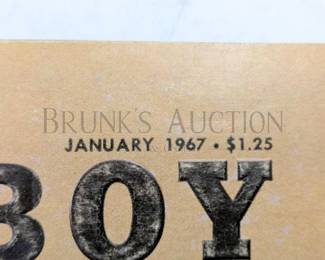 BRUNK'S AUCTION
JANUARY 1967 • $1.25
BOY